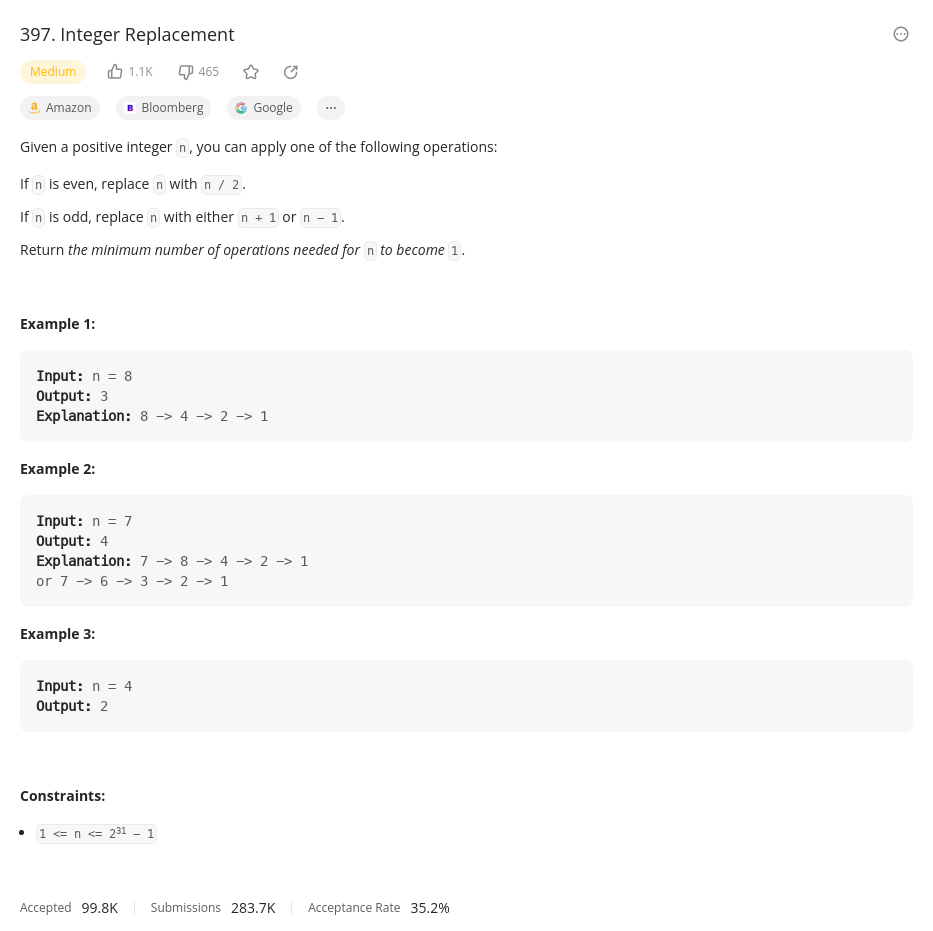 397. Integer Replacement
Medium 1.1K 465
Amazon B Bloomberg Google ...
Given a positive integer n, you can apply one of the following operations:
If n is even, replace n with n / 2.
If n is odd, replace n with either n + 1 or n - 1.
Return the minimum number of operations needed for n to become 1.
Example 1:
Input: n = 8
Output: 3
Explanation: 8 -> 4 -> 2 -> 1
Example 2:
Input: n = 7
Output: 4
Explanation: 7 -> 8 -> 4 -> 2 -> 1
or 7 -> 6 -> 3 -> 2 -> 1
Example 3:
Input: n = 4
Output: 2
Constraints:
• 1 <= n <= 2³¹ - 1
Accepted 99.8K Submissions 283.7K Acceptance Rate 35.2%